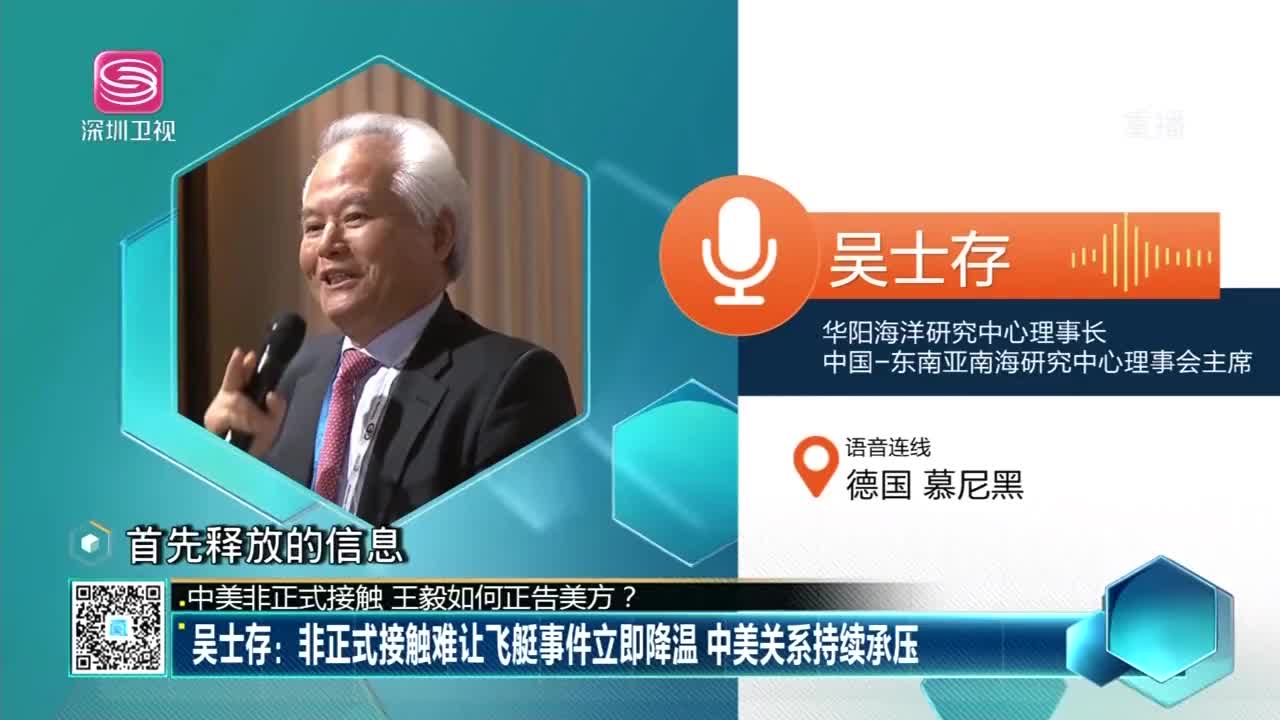 深圳卫视
重播
吴士存
华阳海洋研究中心理事长
中国-东南亚南海研究中心理事会主席
语音连线
德国 慕尼黑
首先释放的信息
中美非正式接触 王毅如何正告美方？
吴士存：非正式接触难让飞艇事件立即降温 中美关系持续承压